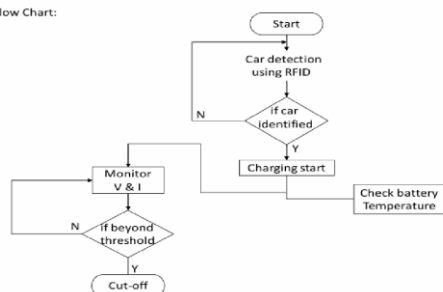 low Chart:
Start
Car detection
using RFID
if car
identified
N
Y
Charging start
Monitor
V & I
Check battery
Temperature
N
if beyond
threshold
Y
Cut-off